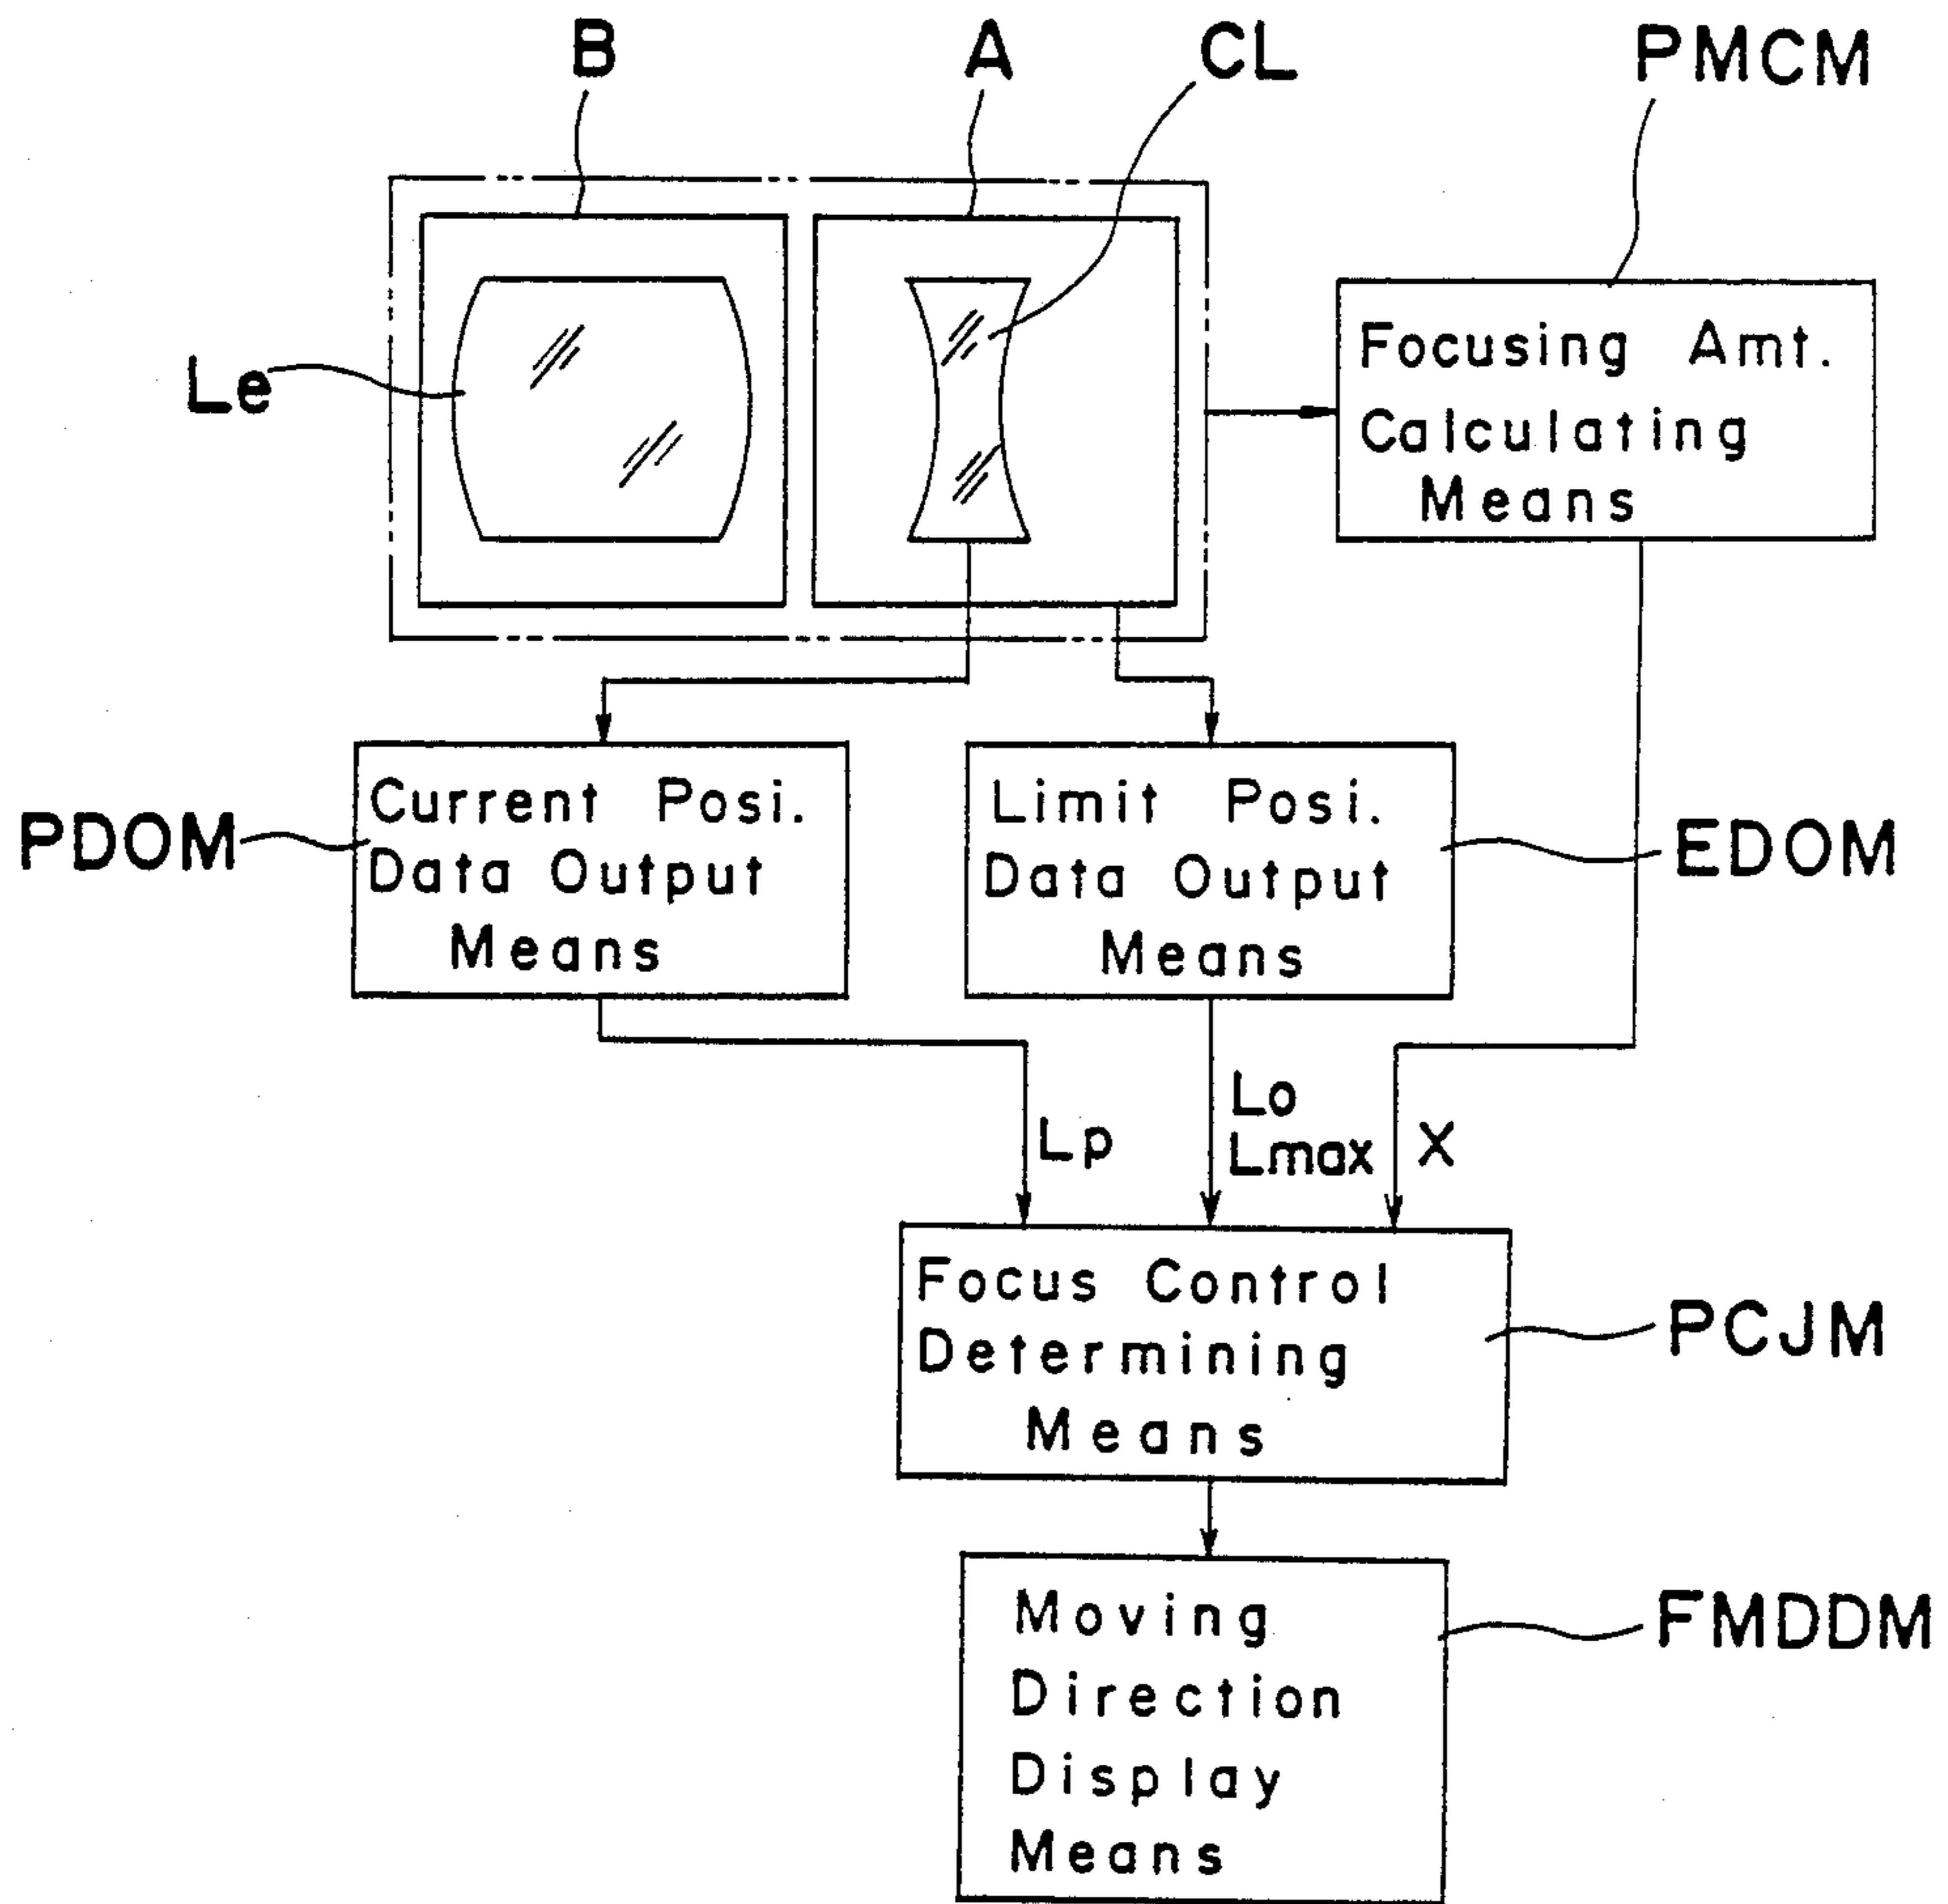 B
A
CL
PMCM
Le
Focusing Amt.
Calculating
Means
PDOM
Current Posi.
Data Output
Means
Limit Posi.
Data Output
Means
EDOM
Lp
Lo
Lmax
X
Focus Control
Determining
Means
PCJM
Moving
Direction
Display
Means
FMDDM